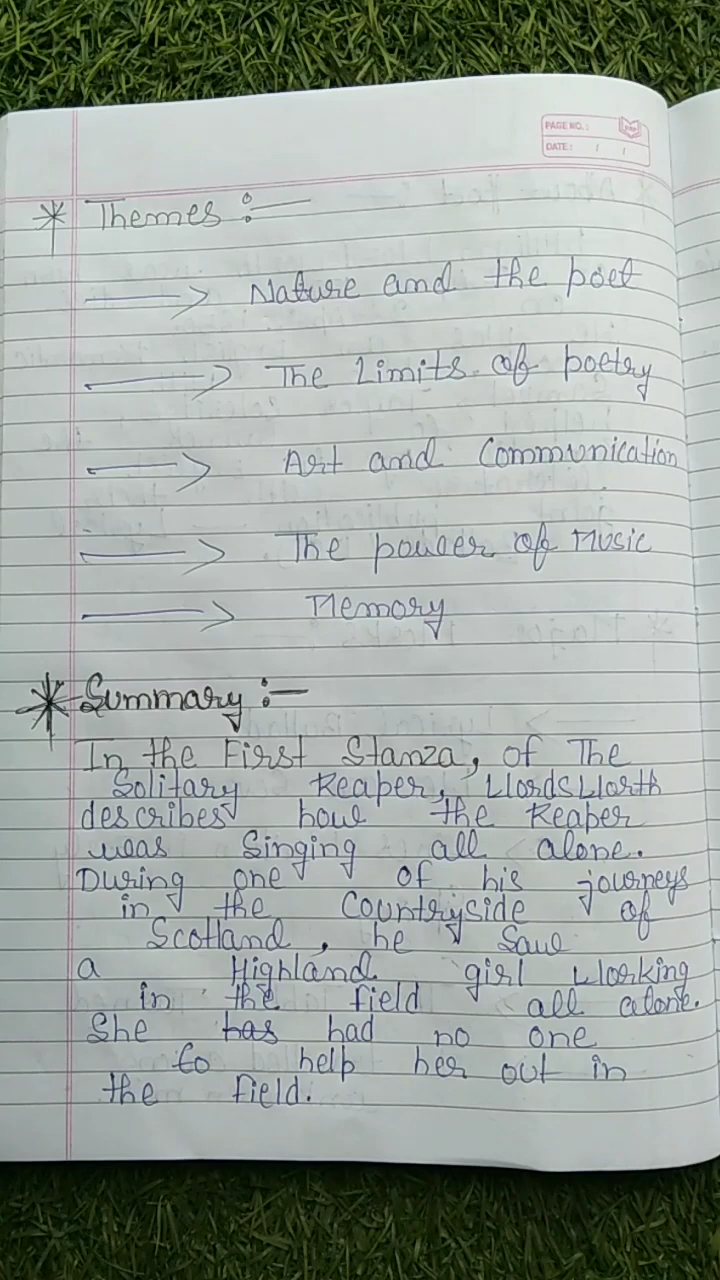 PAGE NO.:
DATE: / /
* Themes :—
→ Nature and the poet
→ The Limits of poetry
→ Art and Communication
→ The power of Music
→ Memory
* Summary :—
In the First Stanza, of The
Solitary Reaper, Wordsworth
describes how the Reaper
was Singing all alone.
During one of his journeys
in the Countryside of
Scotland, he Saw
a Highland girl working
in the field all alone.
She has had no one
to help her out in
the field.